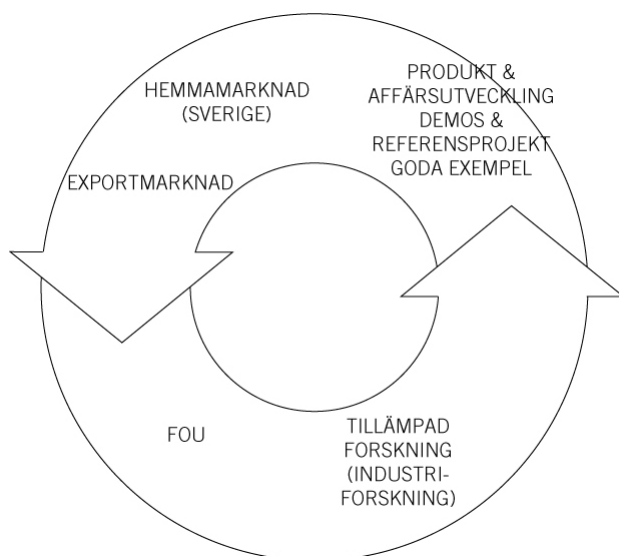 HEMMAMARKNAD
(SVERIGE)
PRODUKT &
AFFÄRSUTVECKLING
DEMOS &
REFERENSPROJEKT
GODA EXEMPEL
EXPORTMARKNAD
FOU
TILLÄMPAD
FORSKNING
(INDUSTRI-
FORSKNING)